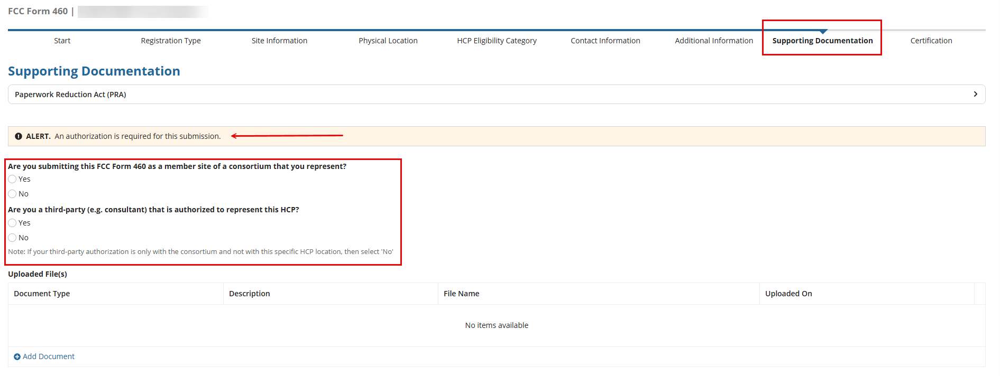 FCC Form 460 |
Start Registration Type Site Information Physical Location HCP Eligibility Category Contact Information Additional Information Supporting Documentation Certification
Supporting Documentation
Paperwork Reduction Act (PRA)
ALERT. An authorization is required for this submission.
Are you submitting this FCC Form 460 as a member site of a consortium that you represent?
Yes
No
Are you a third-party (e.g. consultant) that is authorized to represent this HCP?
Yes
No
Note: If your third-party authorization is only with the consortium and not with this specific HCP location, then select 'No'
Uploaded File(s)
Document Type Description File Name Uploaded On
No items available
Add Document